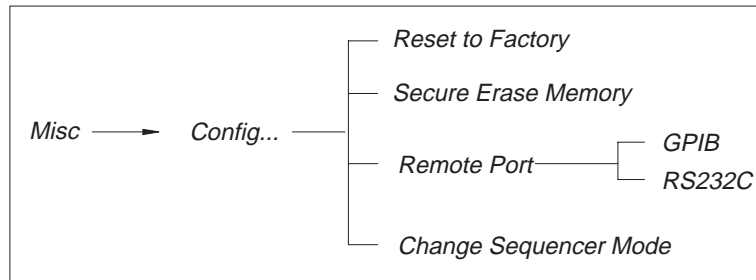 Reset to Factory
Secure Erase Memory
Misc
Config...
Remote Port
GPIB
RS232C
Change Sequencer Mode